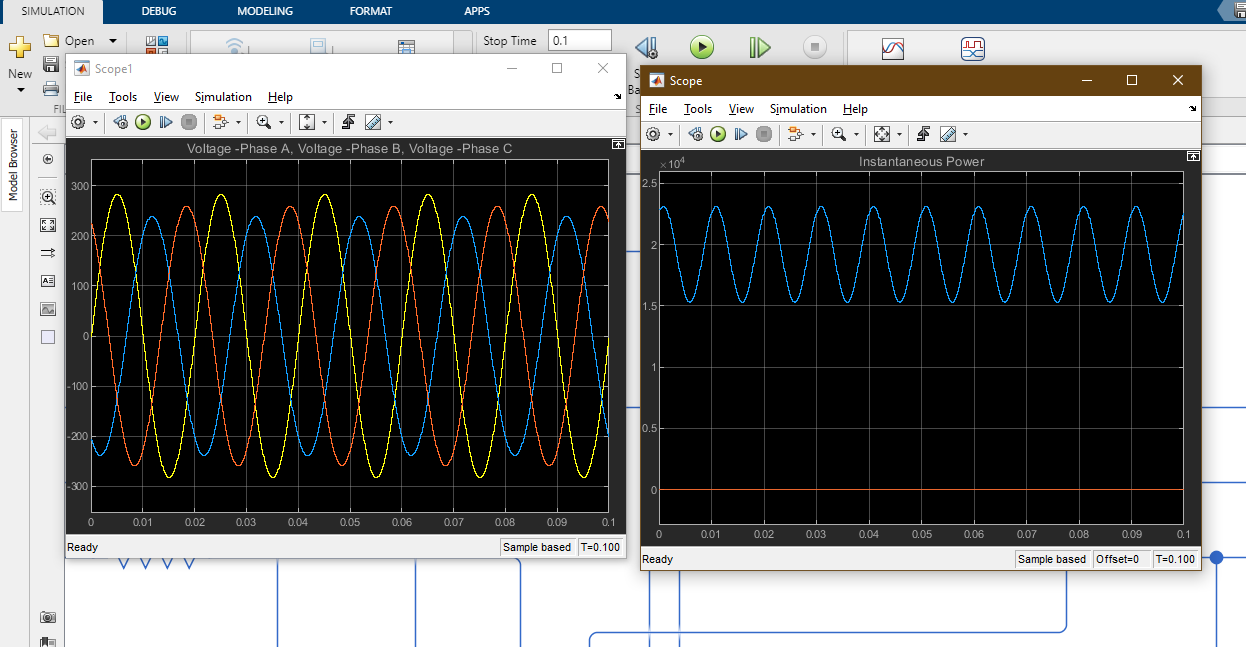 SIMULATION DEBUG MODELING FORMAT APPS
Open
Stop Time 0.1
New
Model Browser
Scope1
File Tools View Simulation Help
Voltage -Phase A, Voltage -Phase B, Voltage -Phase C
300
200
100
0
-100
-200
-300
0 0.01 0.02 0.03 0.04 0.05 0.06 0.07 0.08 0.09 0.1
Ready Sample based T=0.100
Scope
File Tools View Simulation Help
×10^4
Instantaneous Power
2.5
2
1.5
1
0.5
0
0 0.01 0.02 0.03 0.04 0.05 0.06 0.07 0.08 0.09 0.1
Ready Sample based Offset=0 T=0.100